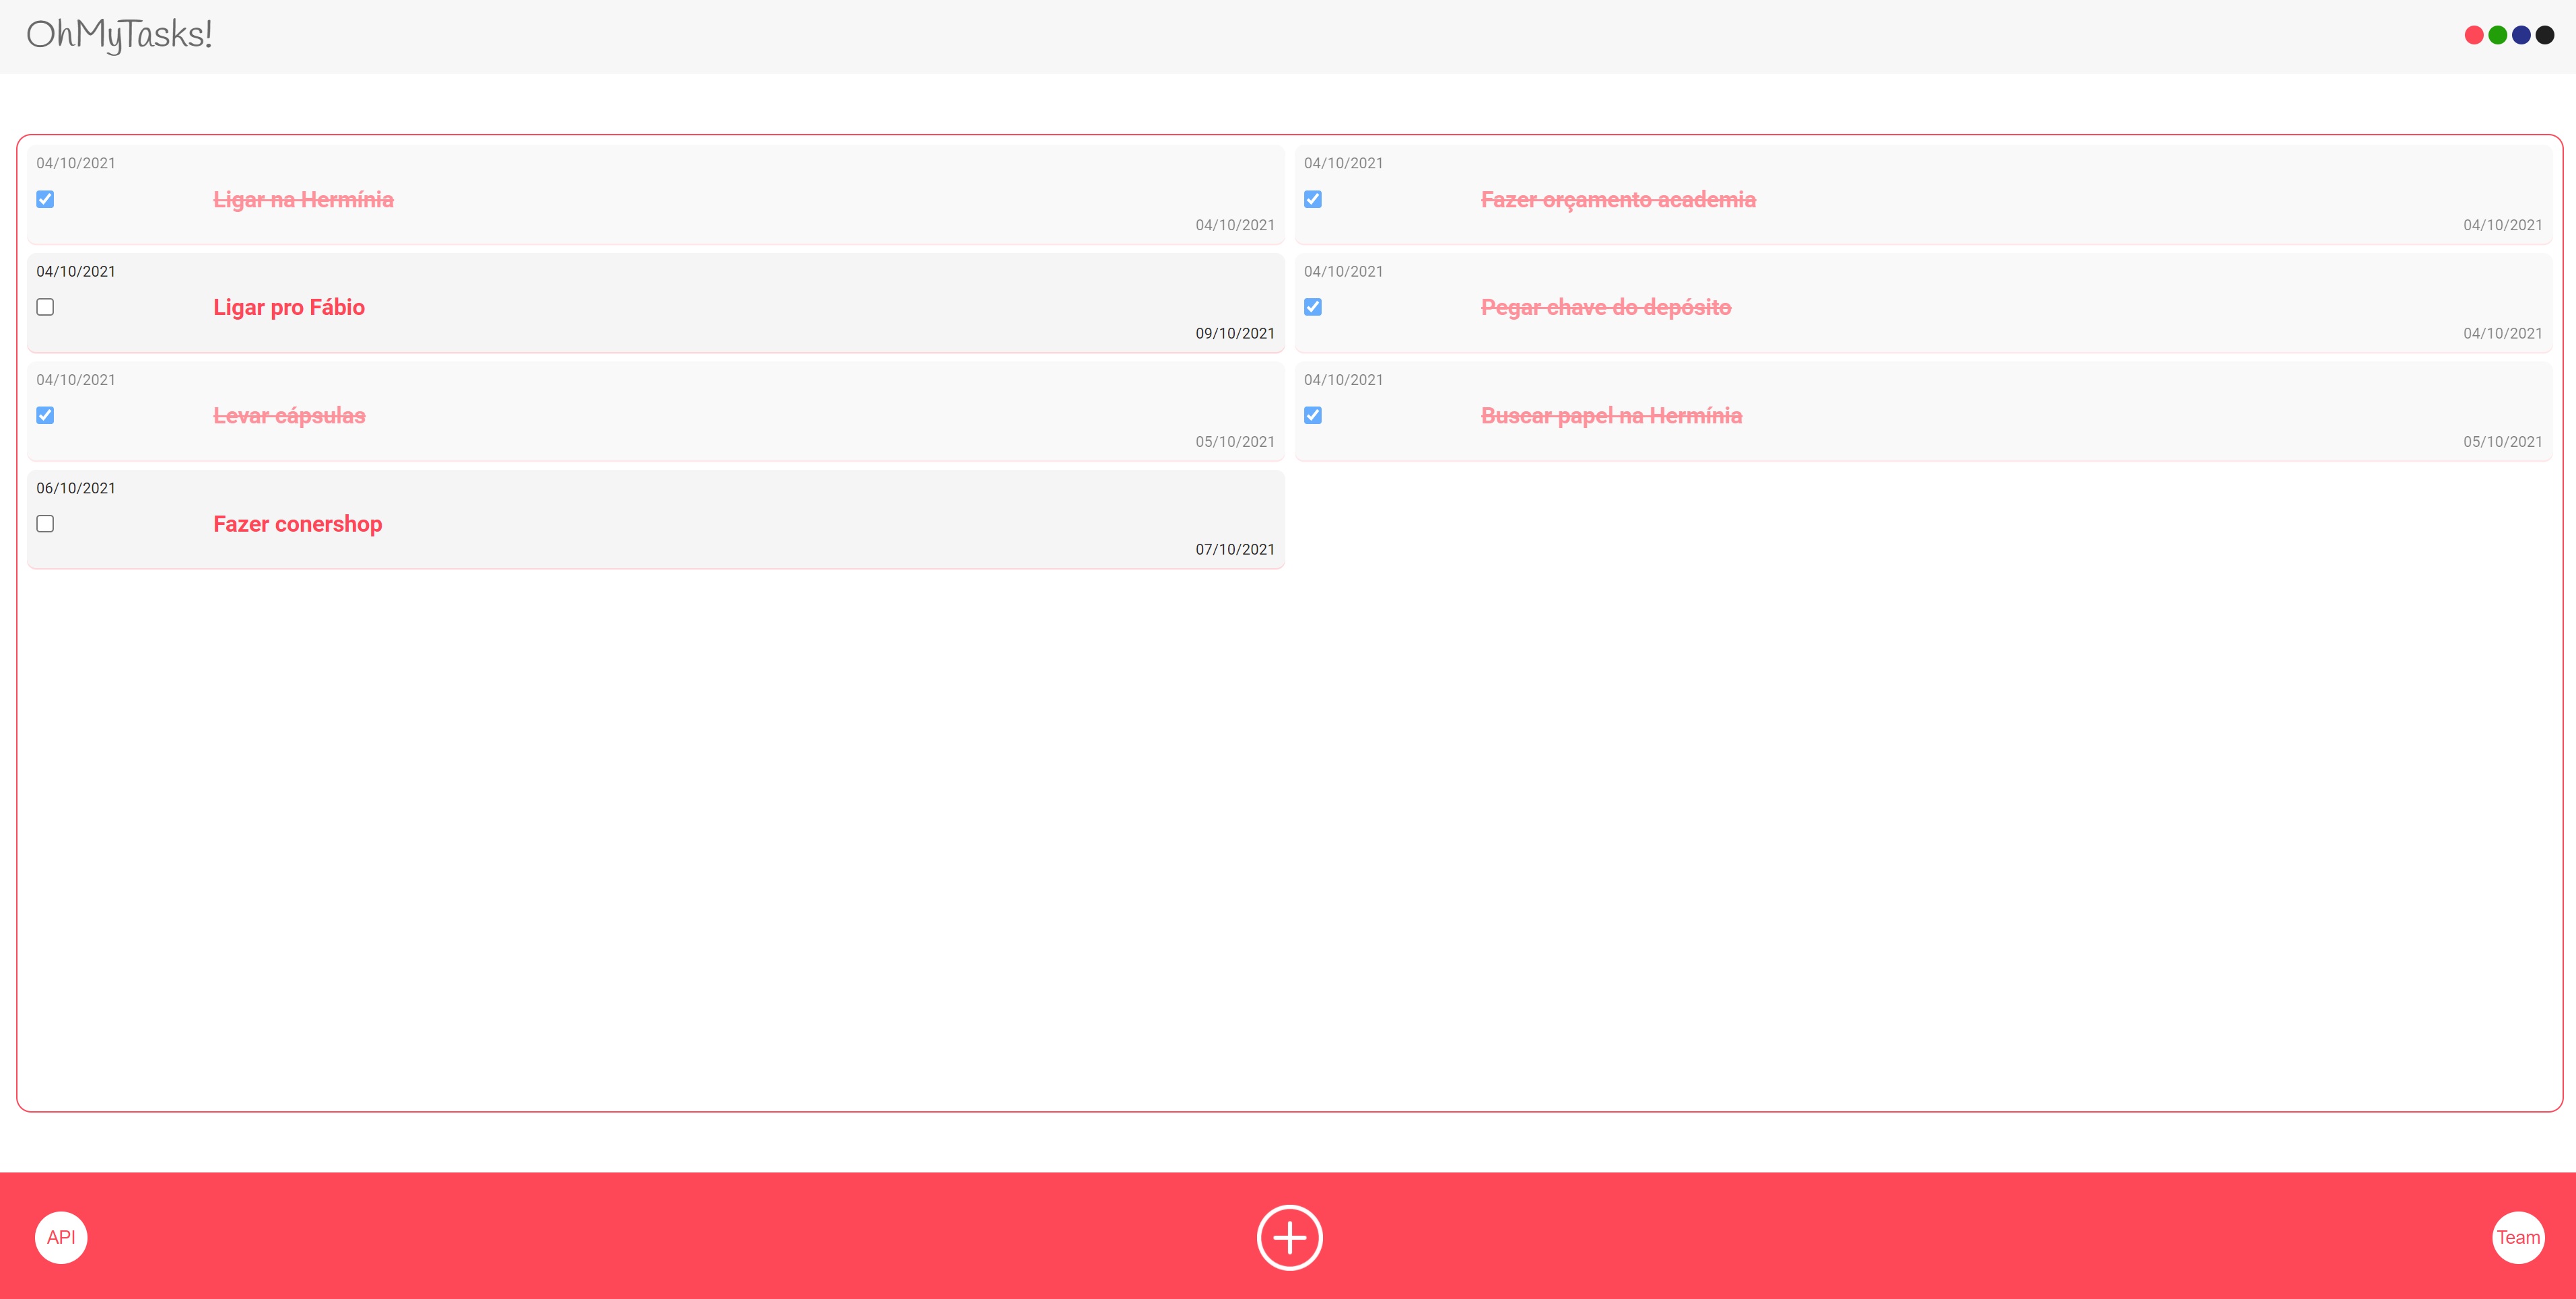 OhMyTasks!
04/10/2021
Ligar na Hermínia
04/10/2021
04/10/2021
Fazer orçamento academia
04/10/2021
04/10/2021
Ligar pro Fábio
09/10/2021
04/10/2021
Pegar chave do depósito
04/10/2021
04/10/2021
Levar cápsulas
05/10/2021
04/10/2021
Buscar papel na Hermínia
05/10/2021
06/10/2021
Fazer conershop
07/10/2021
API
Team